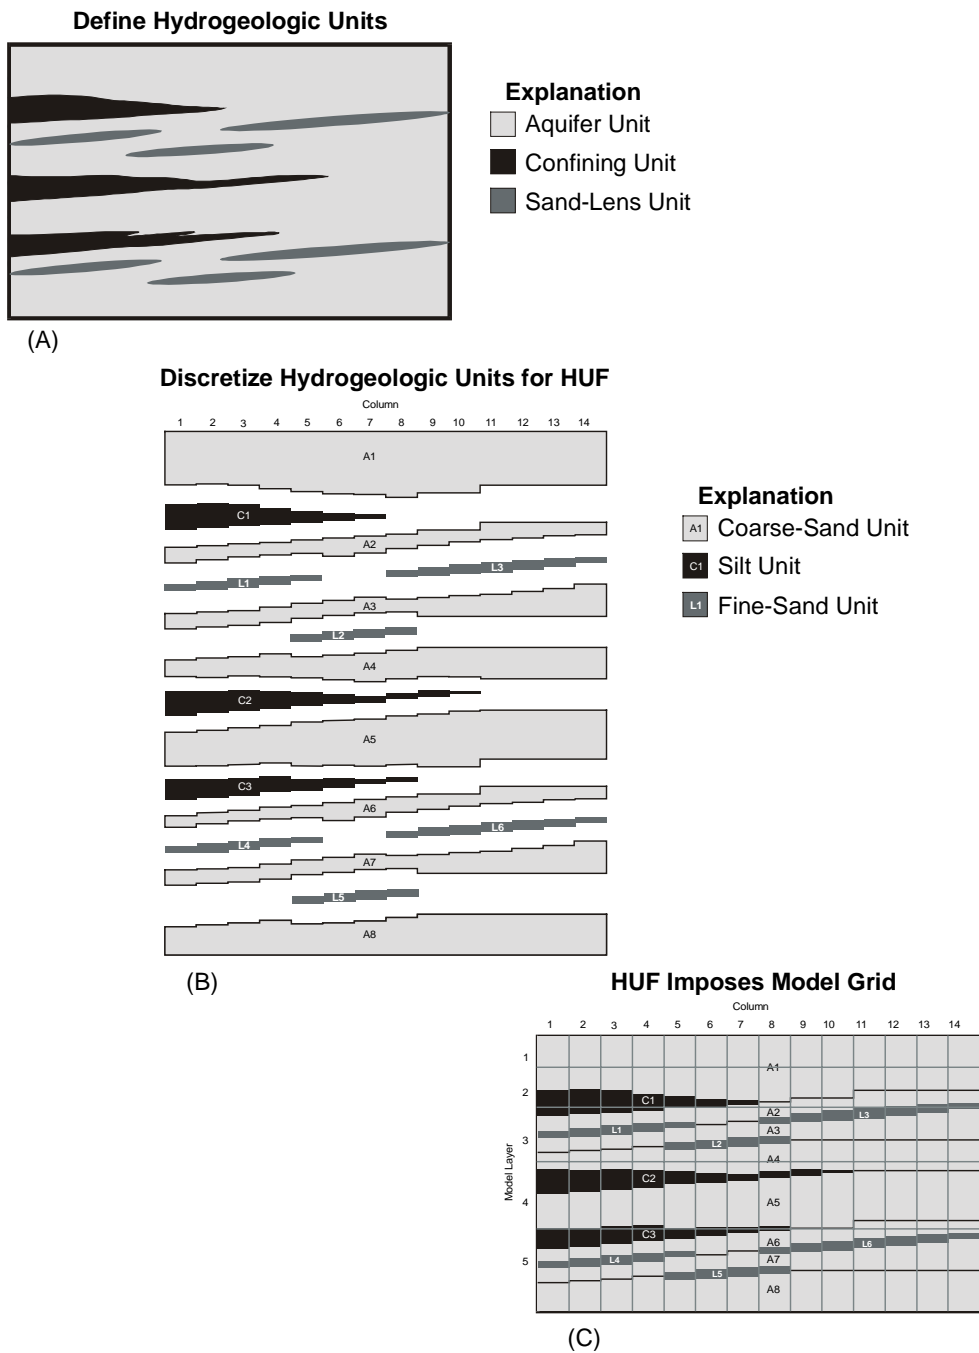 Define Hydrogeologic Units
Explanation
Aquifer Unit
Confining Unit
Sand-Lens Unit
(A)
Discretize Hydrogeologic Units for HUF
Column
1 2 3 4 5 6 7 8 9 10 11 12 13 14
A1
C1
A2
L3
L1
A3
L2
A4
C2
A5
C3
A6
L6
L4
A7
L5
A8
(B)
Explanation
A1 Coarse-Sand Unit
C1 Silt Unit
L1 Fine-Sand Unit
HUF Imposes Model Grid
Column
1 2 3 4 5 6 7 8 9 10 11 12 13 14
Model Layer
1
A1
2
C1
A2 L3
L1 A3
3
L2
A4
C2
4
A5
C3
A6 L6
5
L4 A7
L5
A8
(C)